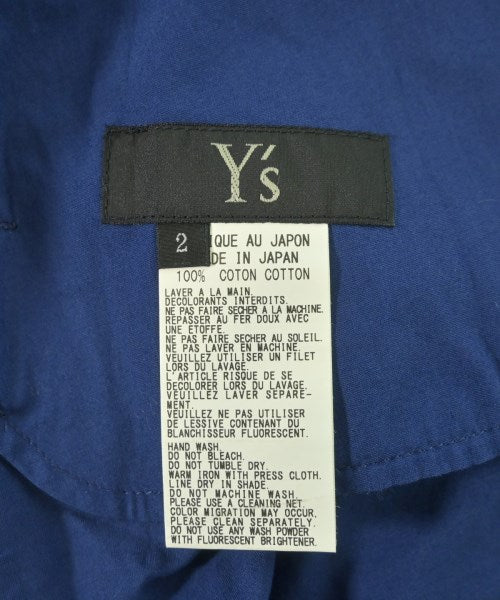 Y's
2
IQUE AU JAPON
DE IN JAPAN
100% COTON COTTON
LAVER A LA MAIN.
DECOLORANTS INTERDITS.
NE PAS FAIRE SECHER A LA MACHINE.
REPASSER AU FER DOUX AVEC
UNE ETOFFE.
NE PAS FAIRE SECHER AU SOLEIL.
NE PAS LAVER EN MACHINE.
VEUILLEZ UTILISER UN FILET
LORS DU LAVAGE.
L'ARTICLE RISQUE DE SE
DECOLORER LORS DU LAVAGE.
VEUILLEZ LAVER SEPARE-
MENT.
VEUILLEZ NE PAS UTILISER
DE LESSIVE CONTENANT DU
BLANCHISSEUR FLUORESCENT.
HAND WASH.
DO NOT BLEACH.
DO NOT TUMBLE DRY.
WARM IRON WITH PRESS CLOTH.
LINE DRY IN SHADE.
DO NOT MACHINE WASH.
PLEASE USE A CLEANING NET.
COLOR MIGRATION MAY OCCUR.
PLEASE CLEAN SEPARATELY.
DO NOT USE ANY WASH POWDER
WITH FLUORESCENT BRIGHTENER.